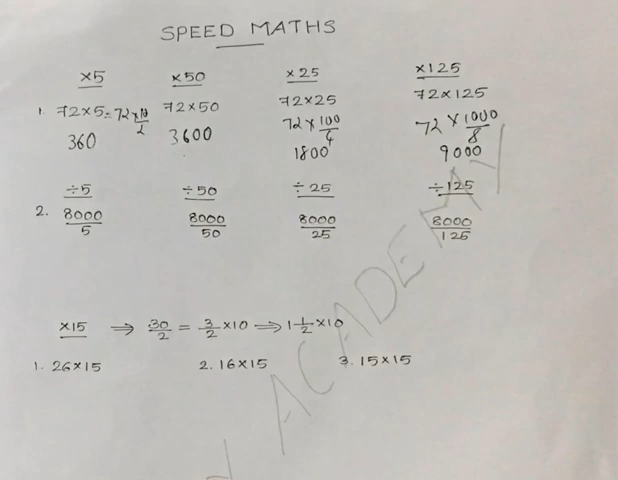 SPEED MATHS
×5 ×50 ×25 ×125
1. 72×5 = 72×10/2 72×50 72×25 72×125
360 3600 72×100/4 72×1000/8
1800 9000
÷5 ÷50 ÷25 ÷125
2. 8000/5 8000/50 8000/25 8000/125
×15 ⇒ 30/2 = 3/2 ×10 ⇒ 1 1/2 ×10
1. 26×15 2. 16×15 3. 15×15
ACADEMY